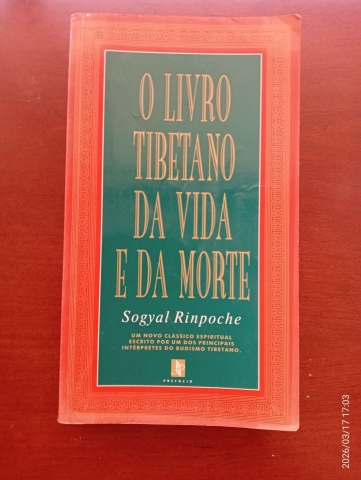 O LIVRO
TIBETANO
DA VIDA
E DA MORTE
Sogyal Rinpoche
UM NOVO CLÁSSICO ESPIRITUAL
ESCRITO POR UM DOS PRINCIPAIS
INTÉRPRETES DO BUDISMO TIBETANO.
PREFÁCIO
2026/03/17 17:03